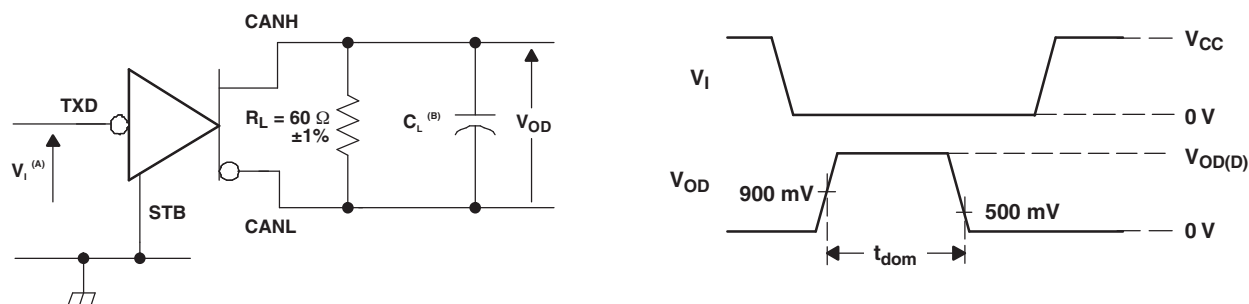 CANH
TXD
R_L = 60 Ω
±1%
C_L (B)
V_OD
V_I (A)
STB
CANL
V_I
V_CC
0 V
V_OD
900 mV
V_OD(D)
500 mV
0 V
t_dom